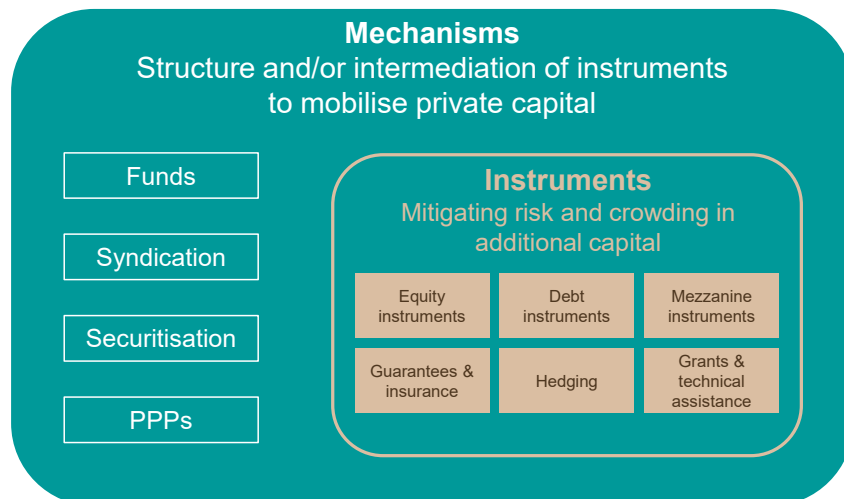 Mechanisms
Structure and/or intermediation of instruments
to mobilise private capital
Funds
Syndication
Securitisation
PPPs
Instruments
Mitigating risk and crowding in
additional capital
Equity
instruments
Debt
instruments
Mezzanine
instruments
Guarantees &
insurance
Hedging
Grants &
technical
assistance